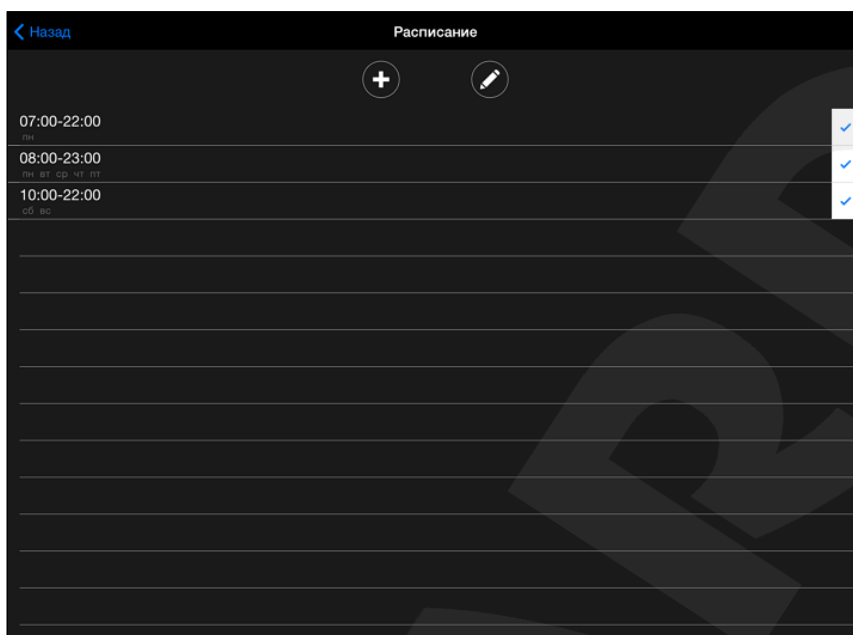 Назад
Расписание
07:00-22:00
пн
08:00-23:00
пн вт ср чт пт
10:00-22:00
сб вс